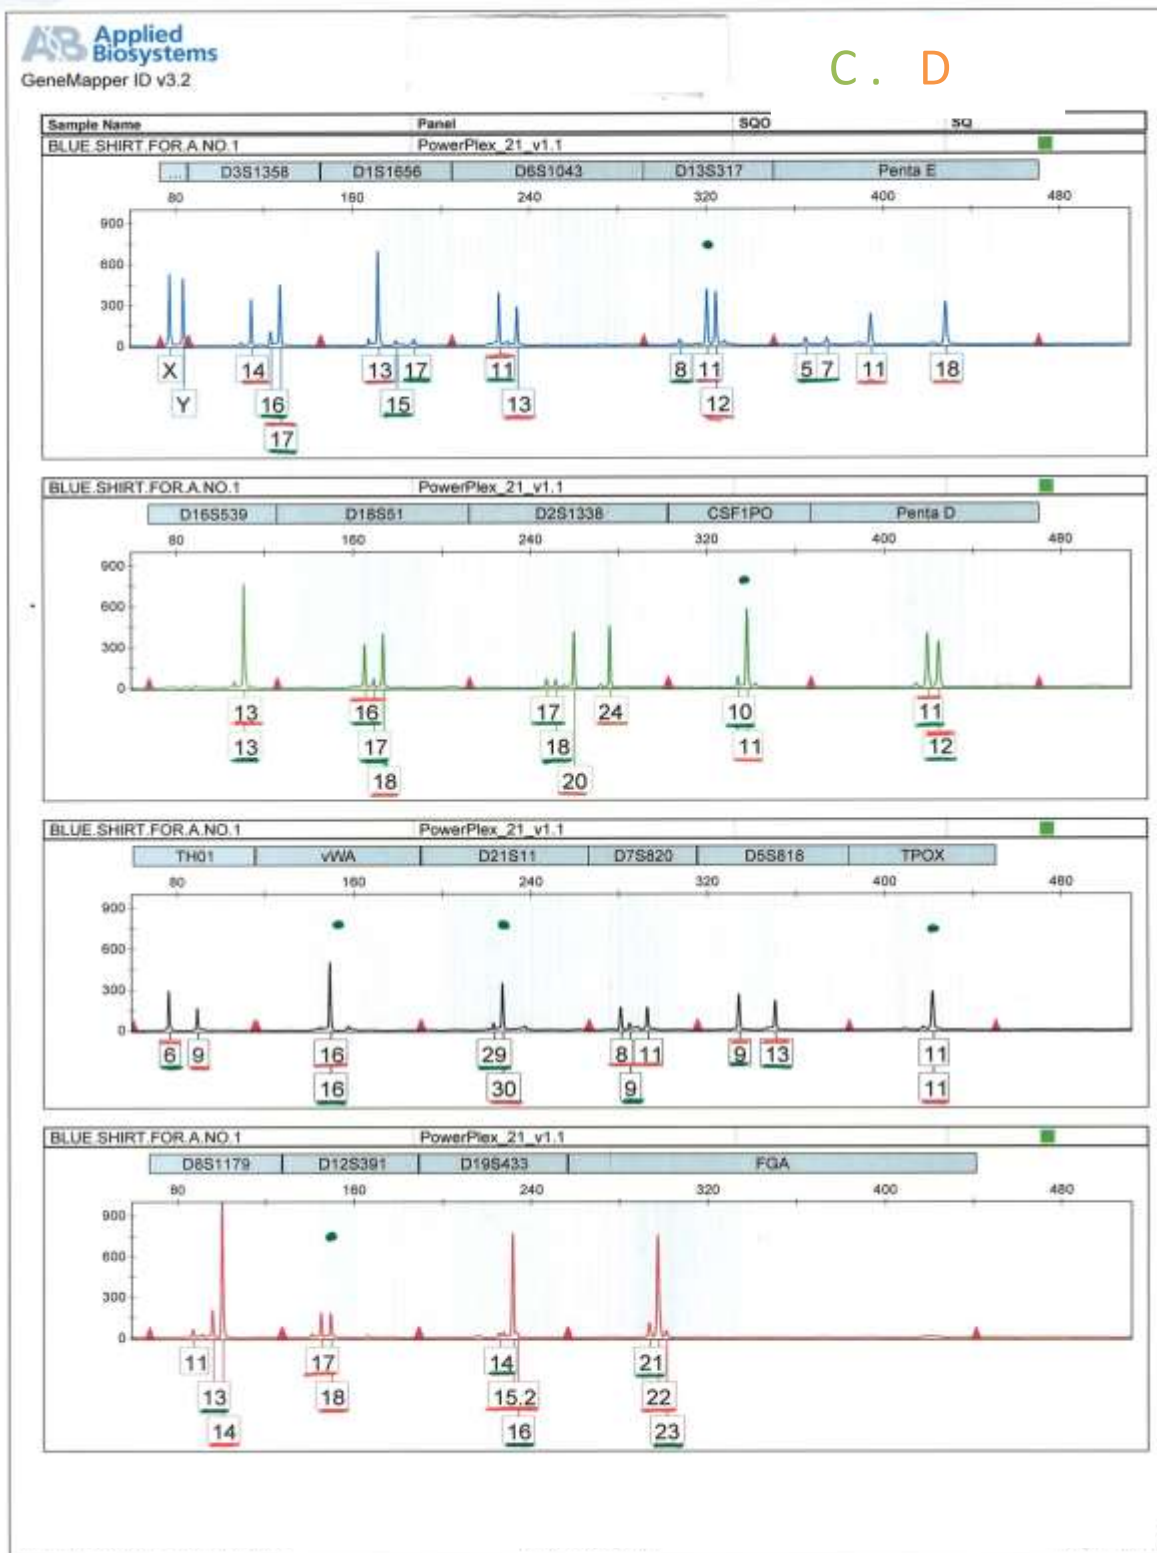 Applied
Biosystems
GeneMapper ID v3.2
C. D
Sample Name Panel SQO SQ
BLUE.SHIRT.FOR.A.NO.1 PowerPlex_21_v1.1
... D3S1358 D1S1656 D6S1043 D13S317 Penta E
80 160 240 320 400 480
900
600
300
0
X 14 13 17 11 8 11 5 7 11 18
Y 16 15 13 12
17
BLUE.SHIRT.FOR.A.NO.1 PowerPlex_21_v1.1
D16S539 D18S51 D2S1338 CSF1PO Penta D
80 160 240 320 400 480
900
600
300
0
13 16 17 24 10 11
13 17 18 11 12
18 20
BLUE.SHIRT.FOR.A.NO.1 PowerPlex_21_v1.1
TH01 vWA D21S11 D7S820 D5S818 TPOX
80 160 240 320 400 480
900
600
300
0
6 9 16 29 8 11 9 13 11
16 30 9 11
BLUE.SHIRT.FOR.A.NO.1 PowerPlex_21_v1.1
D8S1179 D12S391 D19S433 FGA
80 160 240 320 400 480
900
600
300
0
11 17 14 21
13 18 15.2 22
14 16 23